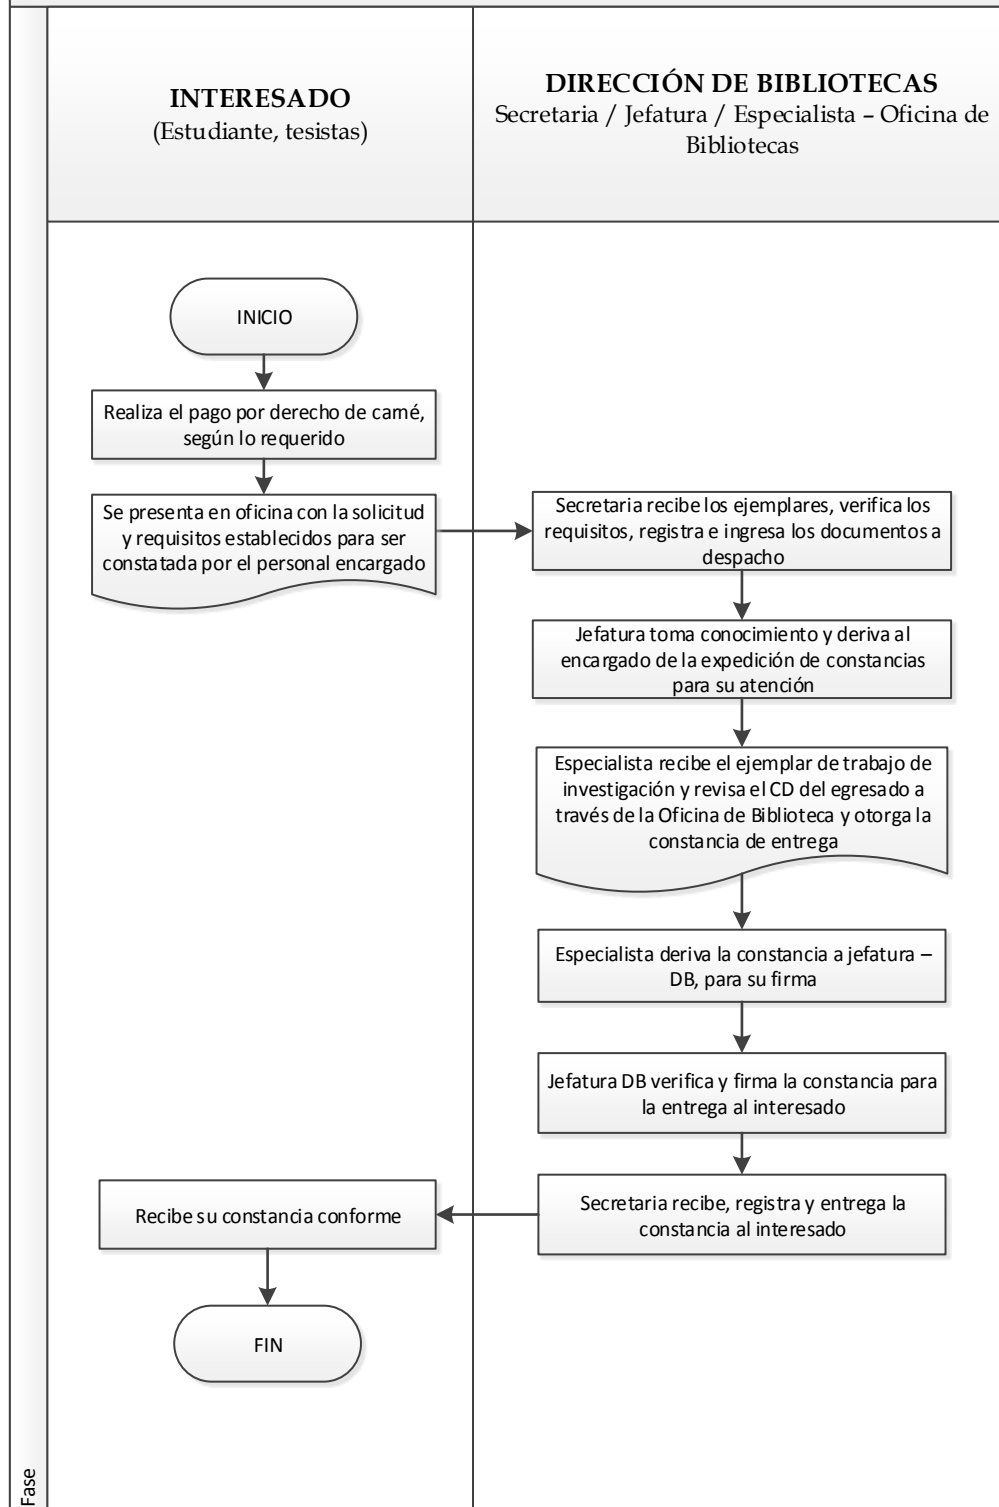 INTERESADO
(Estudiante, tesistas)
DIRECCIÓN DE BIBLIOTECAS
Secretaria / Jefatura / Especialista – Oficina de
Bibliotecas
INICIO
Realiza el pago por derecho de carné,
según lo requerido
Se presenta en oficina con la solicitud
y requisitos establecidos para ser
constatada por el personal encargado
Secretaria recibe los ejemplares, verifica los
requisitos, registra e ingresa los documentos a
despacho
Jefatura toma conocimiento y deriva al
encargado de la expedición de constancias
para su atención
Especialista recibe el ejemplar de trabajo de
investigación y revisa el CD del egresado a
través de la Oficina de Biblioteca y otorga la
constancia de entrega
Especialista deriva la constancia a jefatura –
DB, para su firma
Jefatura DB verifica y firma la constancia para
la entrega al interesado
Secretaria recibe, registra y entrega la
constancia al interesado
Recibe su constancia conforme
FIN
Fase